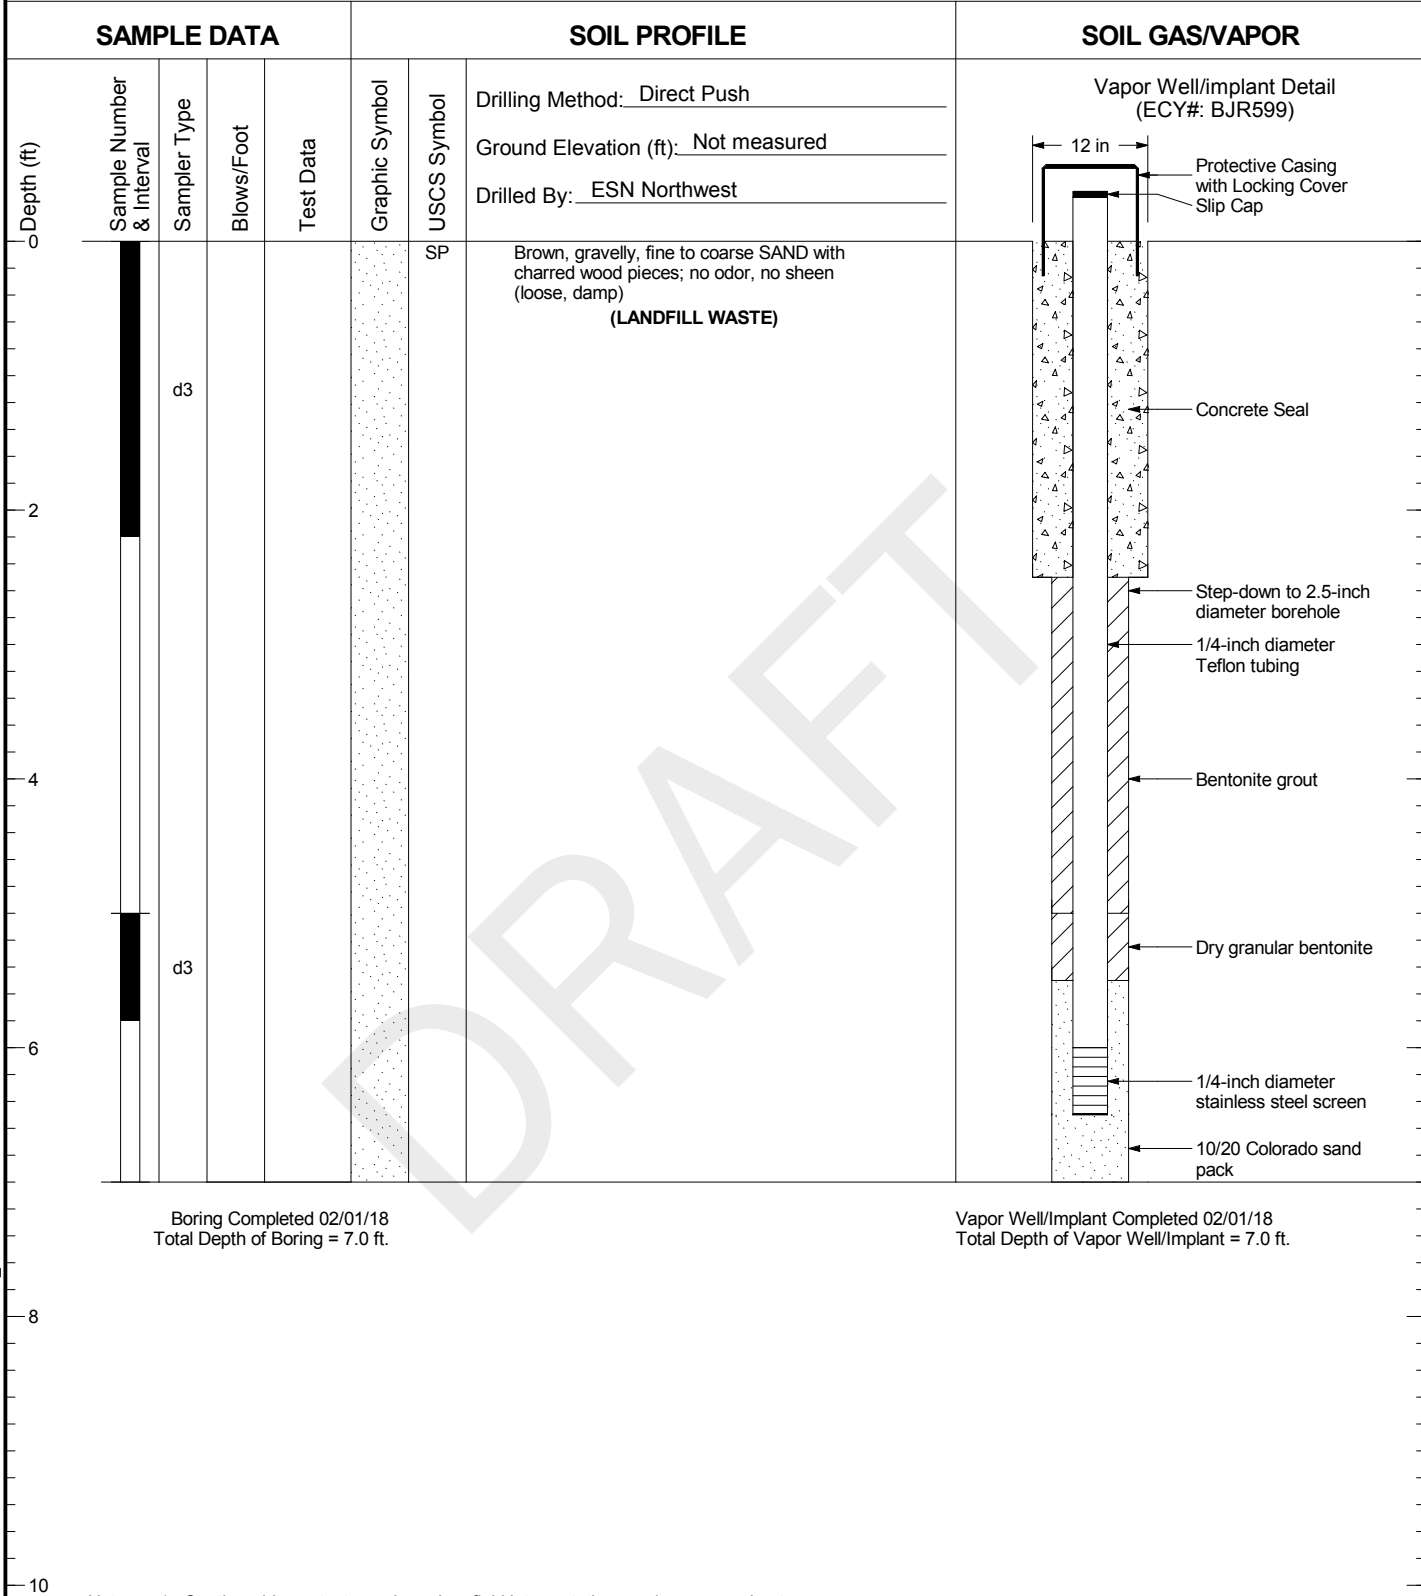 SAMPLE DATA
SOIL PROFILE
SOIL GAS/VAPOR
Depth (ft)
Sample Number
& Interval
Sampler Type
Blows/Foot
Test Data
Graphic Symbol
USCS Symbol
Drilling Method: Direct Push
Ground Elevation (ft): Not measured
Drilled By: ESN Northwest
Vapor Well/implant Detail
(ECY#: BJR599)
12 in
Protective Casing
with Locking Cover
Slip Cap
0
SP
Brown, gravelly, fine to coarse SAND with
charred wood pieces; no odor, no sheen
(loose, damp)
(LANDFILL WASTE)
d3
Concrete Seal
2
Step-down to 2.5-inch
diameter borehole
1/4-inch diameter
Teflon tubing
4
Bentonite grout
Dry granular bentonite
d3
6
1/4-inch diameter
stainless steel screen
10/20 Colorado sand
pack
DRAFT
Boring Completed 02/01/18
Total Depth of Boring = 7.0 ft.
Vapor Well/Implant Completed 02/01/18
Total Depth of Vapor Well/Implant = 7.0 ft.
8
10